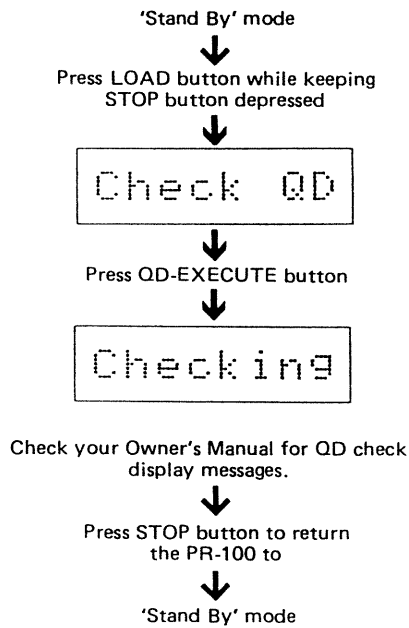 'Stand By' mode
Press LOAD button while keeping
STOP button depressed
Check QD
Press QD-EXECUTE button
Checking
Check your Owner's Manual for QD check
display messages.
Press STOP button to return
the PR-100 to
'Stand By' mode